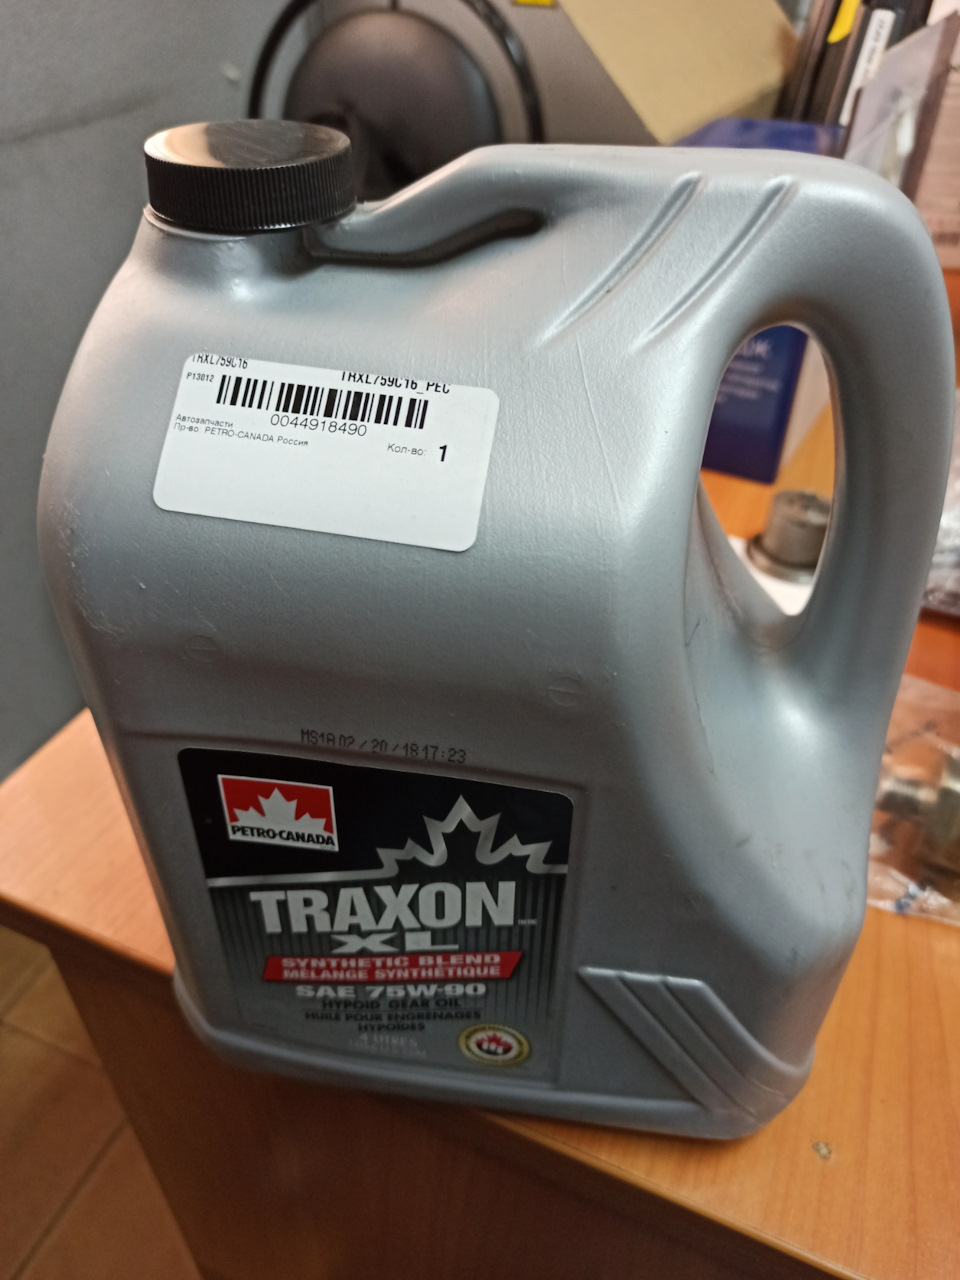 TRXL759C16
TRXL759C16_PEC
P13012
0044918490
Автозапчасти
Пр-во: PETRO-CANADA Россия
Кол-во: 1
MS1A 02/20/18 17:23
PETRO-CANADA
TRAXON
XL
SYNTHETIC BLEND
MÉLANGE SYNTHÉTIQUE
SAE 75W-90
HYPOID GEAR OIL
HUILE POUR ENGRENAGES
HYPOÏDES
4 LITRES